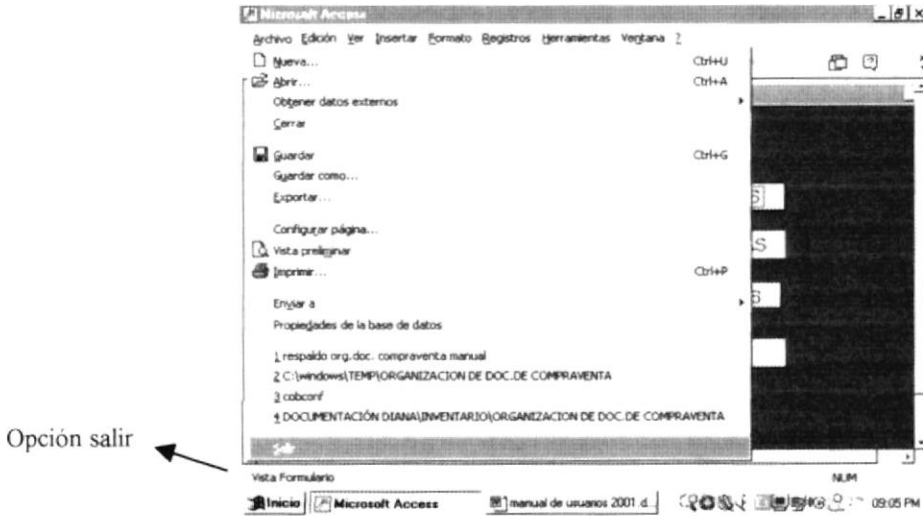 Microsoft Access
Archivo Edición Ver Insertar Formato Registros Herramientas Ventana ?
Nueva... Ctrl+U
Abrir... Ctrl+A
Obtener datos externos
Cerrar
Guardar Ctrl+G
Guardar como...
Exportar...
S
Configurar página...
Vista preliminar
S
Imprimir... Ctrl+P
Enviar a
S
Propiedades de la base de datos
1 respaldo org.doc. compraventa manual
2 C:\windows\TEMP\ORGANIZACION DE DOC.DE COMPRAVENTA
3 cobconf
4 DOCUMENTACIÓN DIANA\INVENTARIO\ORGANIZACION DE DOC.DE COMPRAVENTA
Salir
Opción salir
Vista Formulario NUM
Inicio Microsoft Access manual de usuarios 2001.d... 09:05 PM